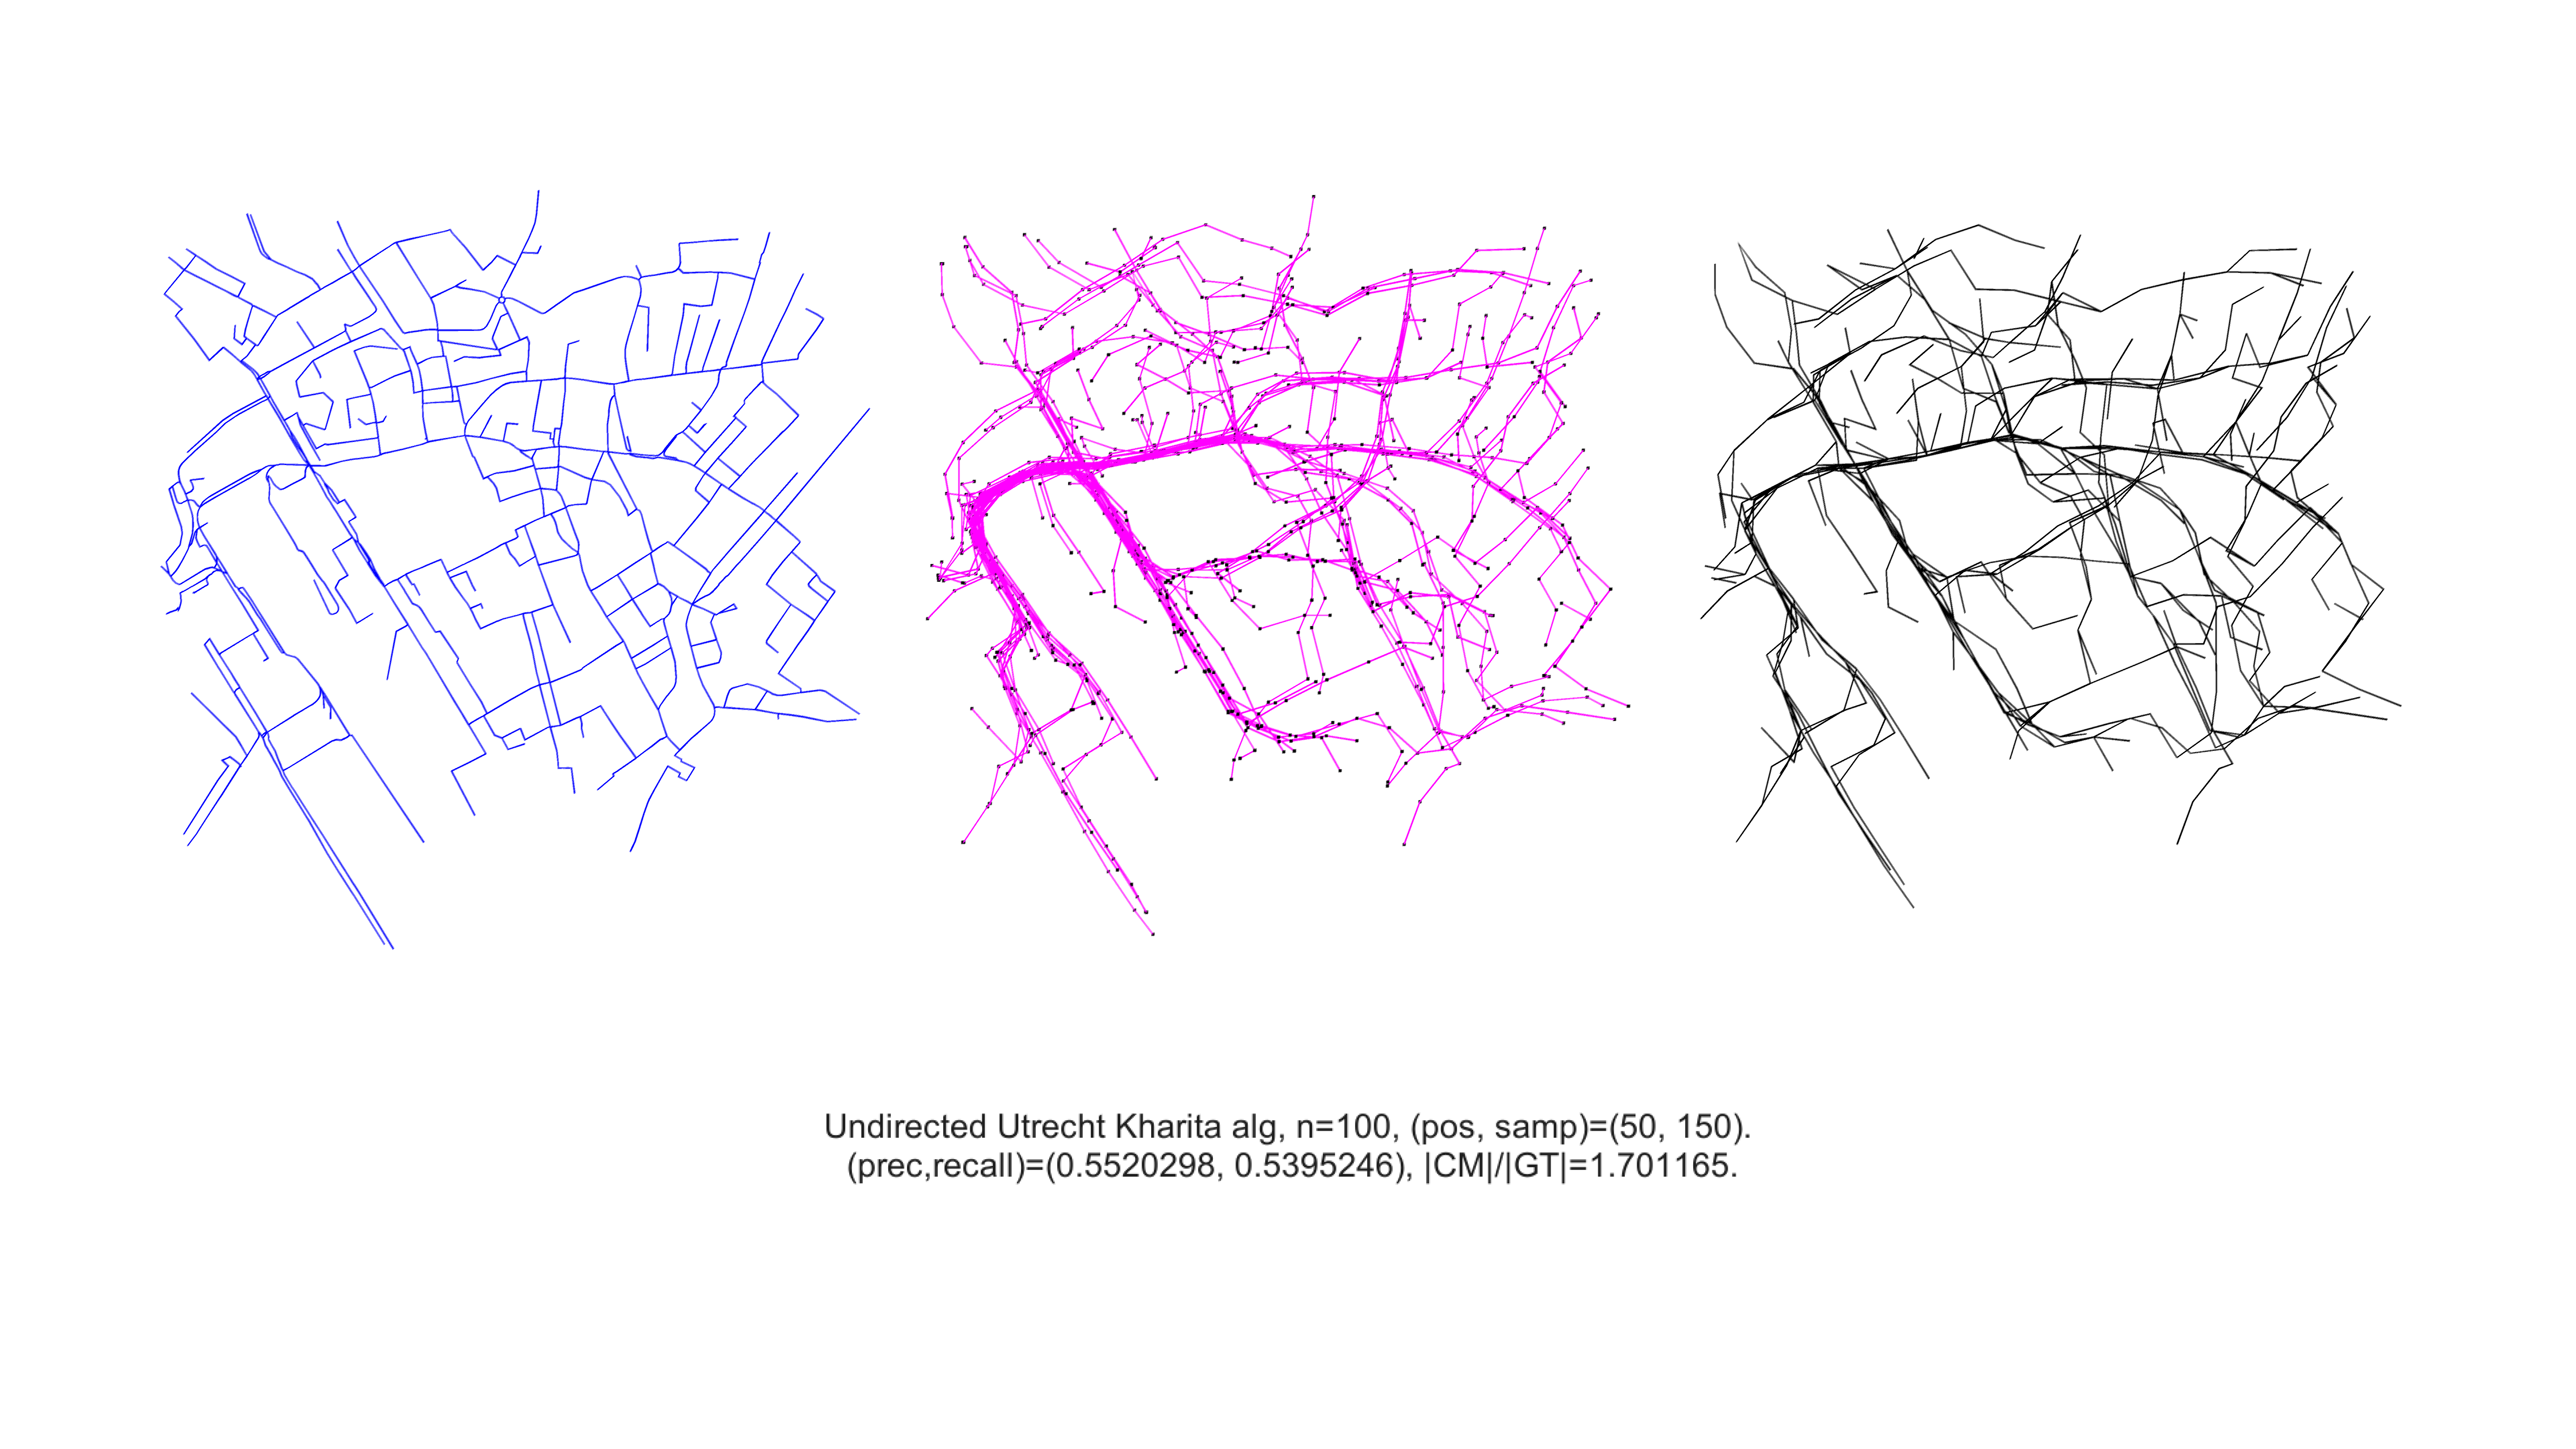 Undirected Utrecht Kharita alg, n=100, (pos, samp)=(50, 150).
(prec,recall)=(0.5520298, 0.5395246), |CM|/|GT|=1.701165.